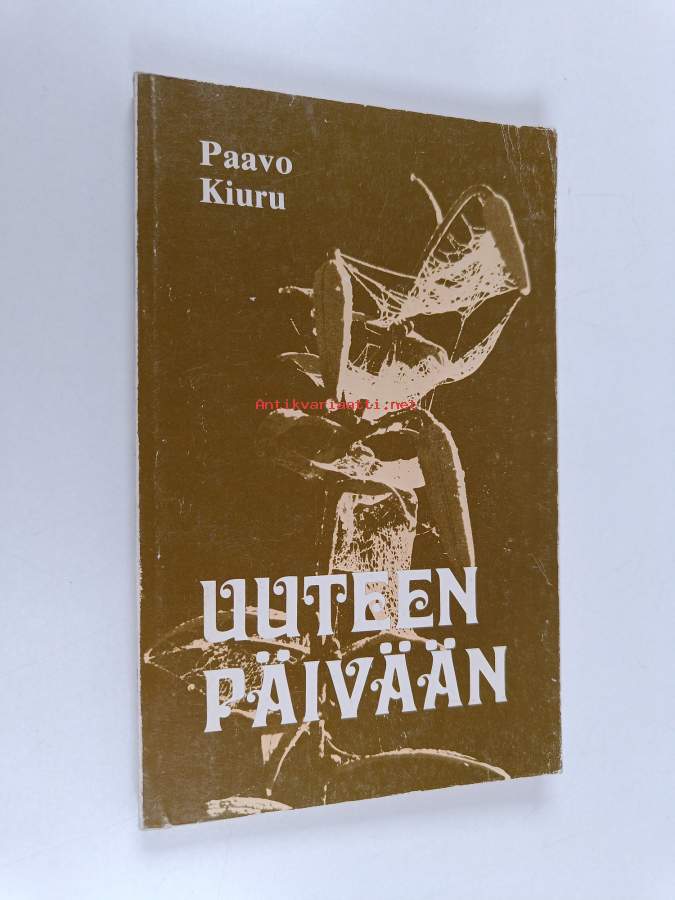 Paavo
Kiuru
Antikvariaatti.net
UUTEEN
PÄIVÄÄN